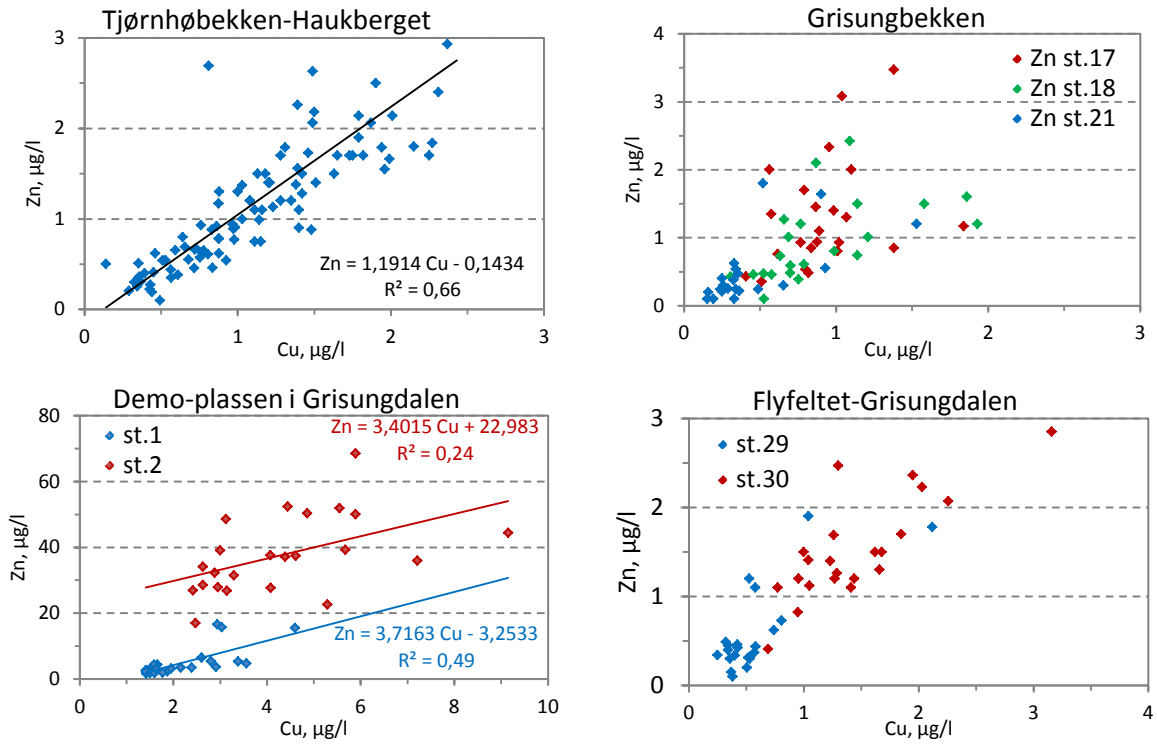 Tjørnhøbekken-Haukberget
3
2
1
0
Zn, µg/l
Zn = 1,1914 Cu - 0,1434
R² = 0,66
0 1 2 3
Cu, µg/l
Grisungbekken
4
3
2
1
0
Zn, µg/l
Zn st.17
Zn st.18
Zn st.21
0 1 2 3
Cu, µg/l
Demo-plassen i Grisungdalen
80
60
40
20
0
Zn, µg/l
st.1
st.2
Zn = 3,4015 Cu + 22,983
R² = 0,24
Zn = 3,7163 Cu - 3,2533
R² = 0,49
0 2 4 6 8 10
Cu, µg/l
Flyfeltet-Grisungdalen
3
2
1
0
Zn, µg/l
st.29
st.30
0 1 2 3 4
Cu, µg/l